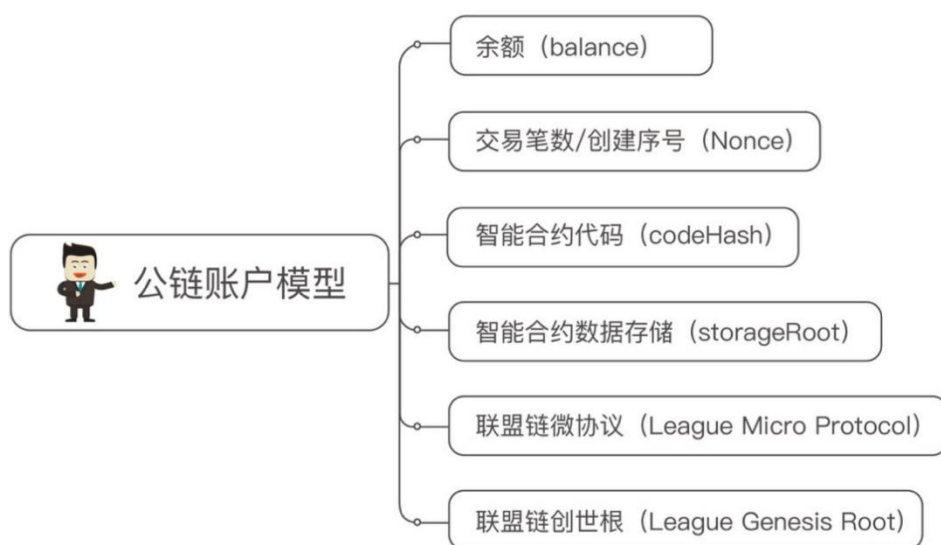 余额（balance）
交易笔数/创建序号（Nonce）
智能合约代码（codeHash）
公链账户模型
智能合约数据存储（storageRoot）
联盟链微协议（League Micro Protocol）
联盟链创世根（League Genesis Root）